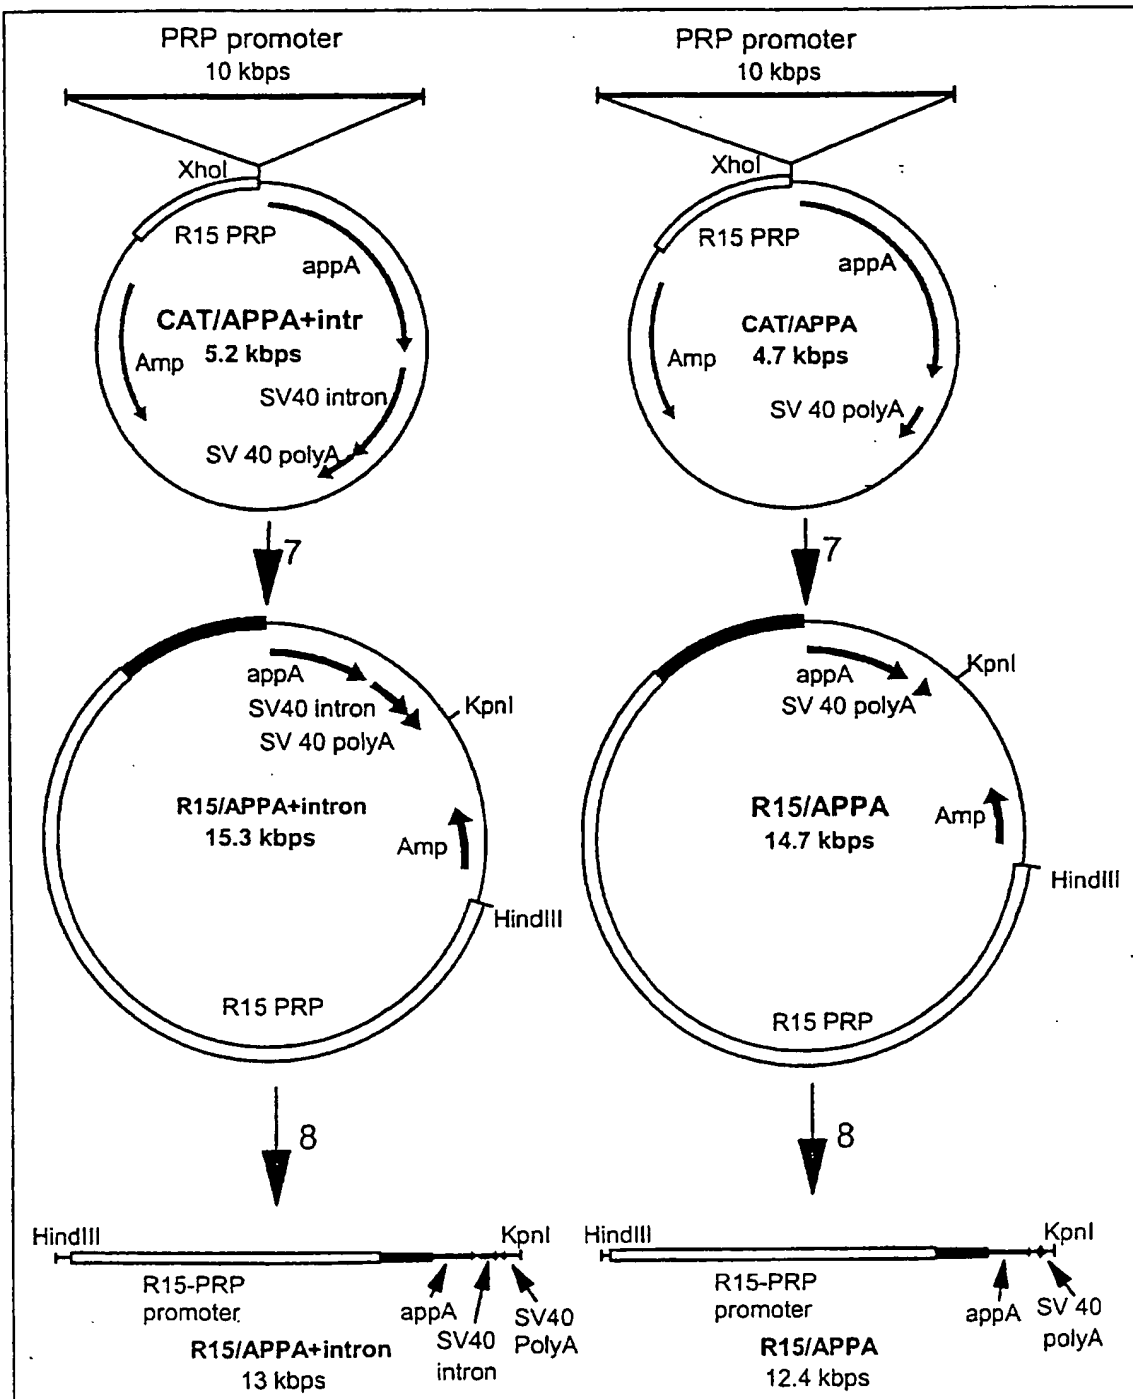 PRP promoter
10 kbps
XhoI
R15 PRP
appA
CAT/APPA+intr
5.2 kbps
Amp
SV40 intron
SV 40 polyA
7
appA
SV40 intron
SV 40 polyA
KpnI
R15/APPA+intron
15.3 kbps
Amp
HindIII
R15 PRP
8
HindIII
KpnI
R15-PRP
promoter
appA
SV40
intron
SV40
PolyA
R15/APPA+intron
13 kbps
PRP promoter
10 kbps
XhoI
R15 PRP
appA
CAT/APPA
4.7 kbps
Amp
SV 40 polyA
7
appA
SV 40 polyA
KpnI
R15/APPA
14.7 kbps
Amp
HindIII
R15 PRP
8
HindIII
KpnI
R15-PRP
promoter
appA
SV 40
polyA
R15/APPA
12.4 kbps